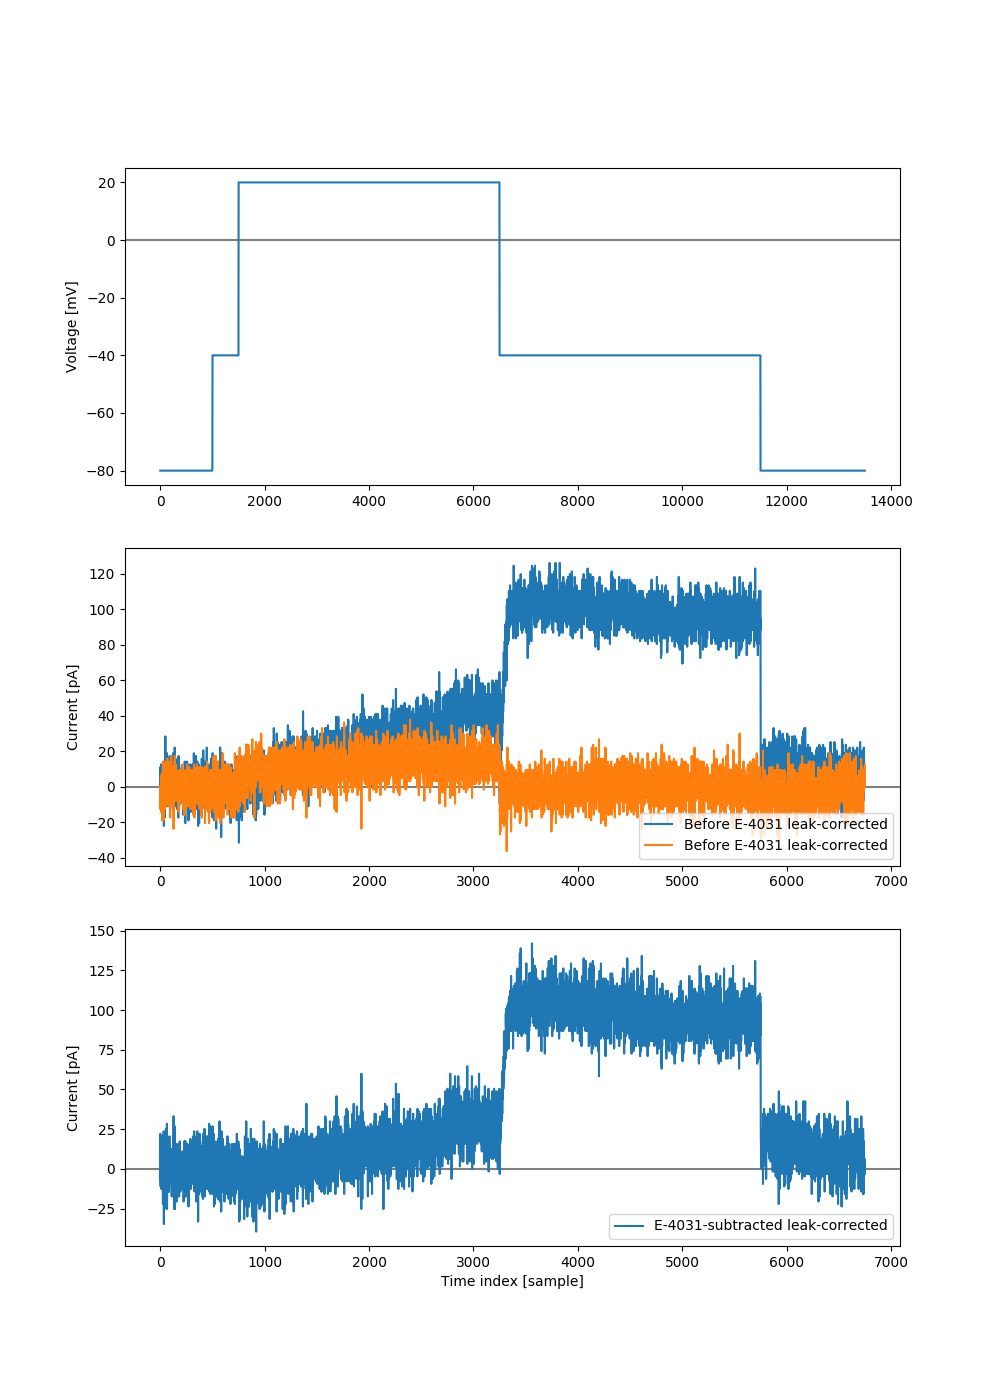 20
0
−20
−40
−60
−80
Voltage [mV]
0 2000 4000 6000 8000 10000 12000 14000
120
100
80
60
40
20
0
−20
−40
Current [pA]
Before E-4031 leak-corrected
Before E-4031 leak-corrected
0 1000 2000 3000 4000 5000 6000 7000
150
125
100
75
50
25
0
−25
Current [pA]
E-4031-subtracted leak-corrected
0 1000 2000 3000 4000 5000 6000 7000
Time index [sample]